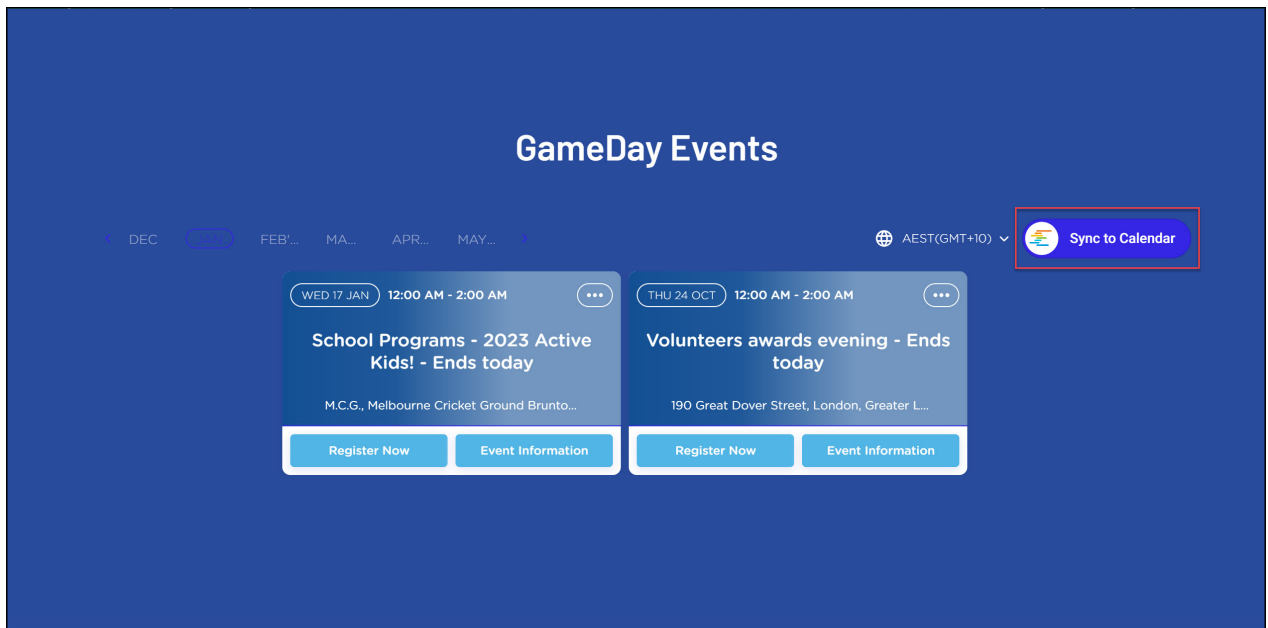 GameDay Events
DEC JAN FEB'... MA... APR... MAY... AEST(GMT+10) Sync to Calendar
WED 17 JAN 12:00 AM - 2:00 AM
School Programs - 2023 Active
Kids! - Ends today
M.C.G., Melbourne Cricket Ground Brunto...
Register Now Event Information
THU 24 OCT 12:00 AM - 2:00 AM
Volunteers awards evening - Ends
today
190 Great Dover Street, London, Greater L...
Register Now Event Information